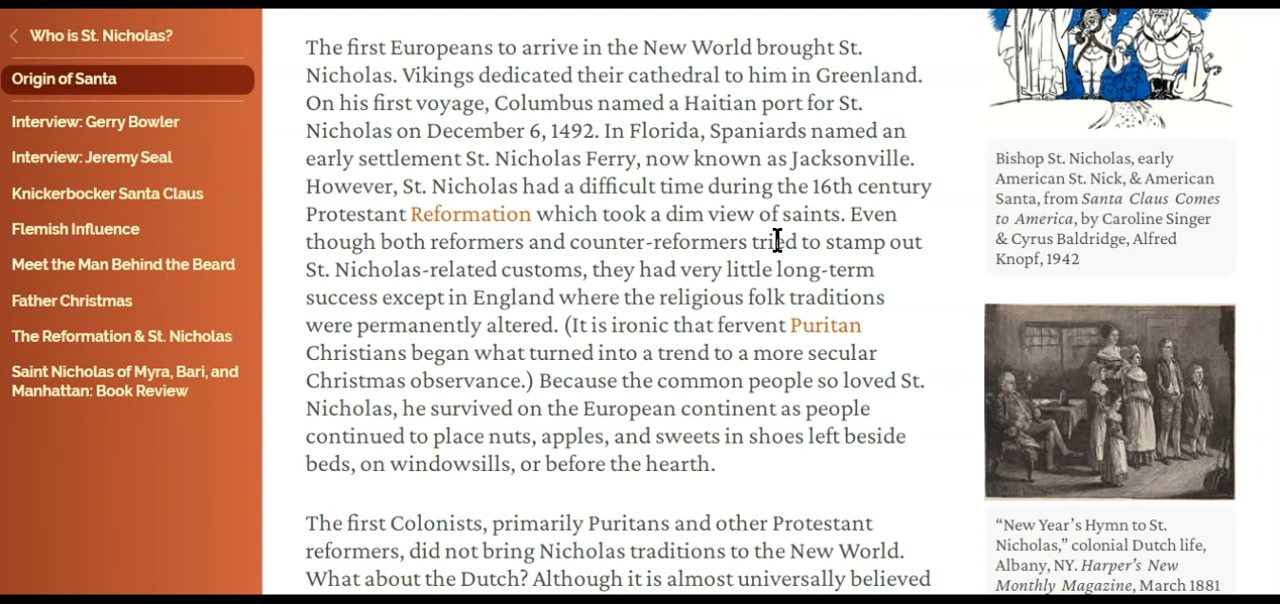 Who is St. Nicholas?
Origin of Santa
Interview: Gerry Bowler
Interview: Jeremy Seal
Knickerbocker Santa Claus
Flemish Influence
Meet the Man Behind the Beard
Father Christmas
The Reformation & St. Nicholas
Saint Nicholas of Myra, Bari, and
Manhattan: Book Review
The first Europeans to arrive in the New World brought St.
Nicholas. Vikings dedicated their cathedral to him in Greenland.
On his first voyage, Columbus named a Haitian port for St.
Nicholas on December 6, 1492. In Florida, Spaniards named an
early settlement St. Nicholas Ferry, now known as Jacksonville.
However, St. Nicholas had a difficult time during the 16th century
Protestant Reformation which took a dim view of saints. Even
though both reformers and counter-reformers tried to stamp out
St. Nicholas-related customs, they had very little long-term
success except in England where the religious folk traditions
were permanently altered. (It is ironic that fervent Puritan
Christians began what turned into a trend to a more secular
Christmas observance.) Because the common people so loved St.
Nicholas, he survived on the European continent as people
continued to place nuts, apples, and sweets in shoes left beside
beds, on windowsills, or before the hearth.
The first Colonists, primarily Puritans and other Protestant
reformers, did not bring Nicholas traditions to the New World.
What about the Dutch? Although it is almost universally believed
Bishop St. Nicholas, early
American St. Nick, & American
Santa, from Santa Claus Comes
to America, by Caroline Singer
& Cyrus Baldridge, Alfred
Knopf, 1942
“New Year’s Hymn to St.
Nicholas,” colonial Dutch life,
Albany, NY. Harper’s New
Monthly Magazine, March 1881